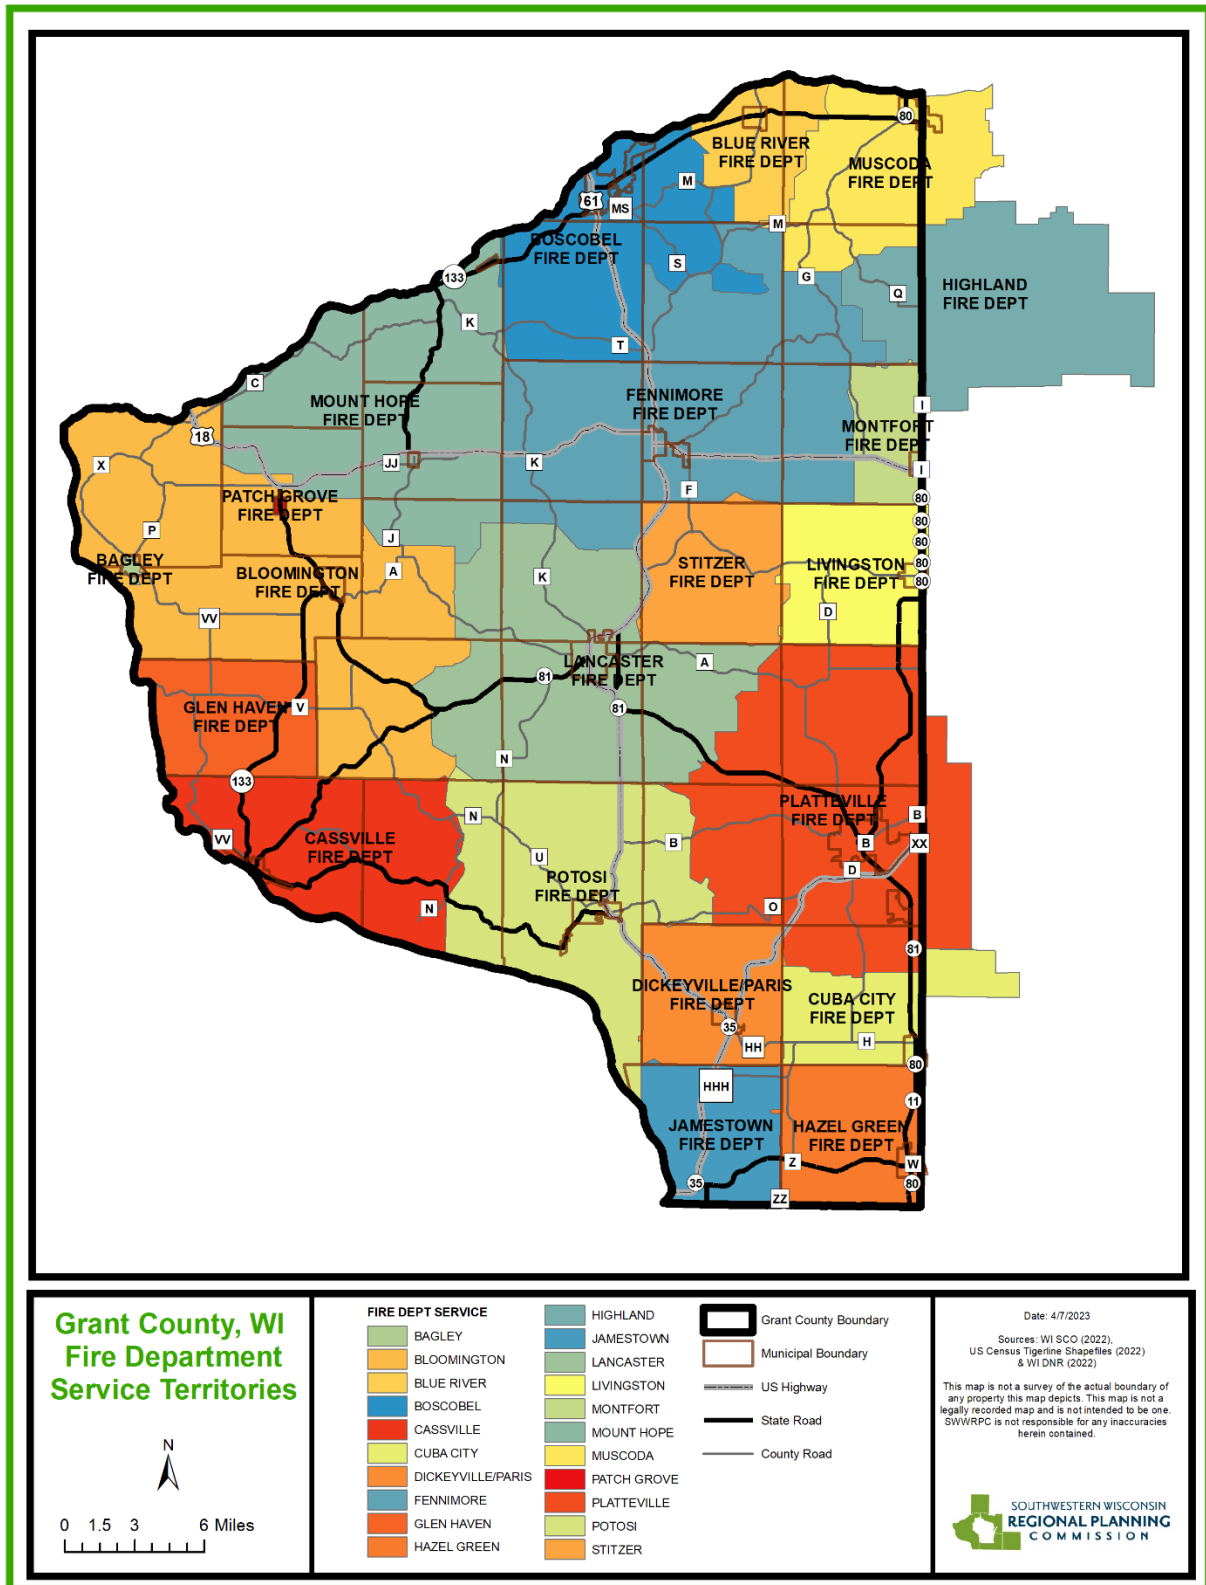 80
BLUE RIVER
FIRE DEPT
MUSCODA
FIRE DEPT
M
61
MS
M
BOSCOBEL
FIRE DEPT
S
133
G
Q
HIGHLAND
FIRE DEPT
K
T
C
MOUNT HOPE
FIRE DEPT
FENNIMORE
FIRE DEPT
I
MONTFORT
FIRE DEPT
18
X
JJ
K
I
PATCH GROVE
FIRE DEPT
F
80
80
P
J
80
BAGLEY
FIRE DEPT
BLOOMINGTON
FIRE DEPT
A
K
STITZER
FIRE DEPT
LIVINGSTON
FIRE DEPT
80
80
VV
D
LANCASTER
FIRE DEPT
A
81
GLEN HAVEN
FIRE DEPT
V
81
N
133
PLATTEVILLE
FIRE DEPT
N
B
VV
CASSVILLE
FIRE DEPT
U
B
B
XX
POTOSI
FIRE DEPT
D
N
O
81
DICKEYVILLE/PARIS
FIRE DEPT
CUBA CITY
FIRE DEPT
35
HH
H
80
HHH
11
JAMESTOWN
FIRE DEPT
HAZEL GREEN
FIRE DEPT
Z
W
35
80
ZZ
Grant County, WI
Fire Department
Service Territories
N
0 1.5 3 6 Miles
FIRE DEPT SERVICE
BAGLEY
BLOOMINGTON
BLUE RIVER
BOSCOBEL
CASSVILLE
CUBA CITY
DICKEYVILLE/PARIS
FENNIMORE
GLEN HAVEN
HAZEL GREEN
HIGHLAND
JAMESTOWN
LANCASTER
LIVINGSTON
MONTFORT
MOUNT HOPE
MUSCODA
PATCH GROVE
PLATTEVILLE
POTOSI
STITZER
Grant County Boundary
Municipal Boundary
US Highway
State Road
County Road
Date: 4/7/2023
Sources: WI SCO (2022),
US Census Tigerline Shapefiles (2022)
& WI DNR (2022)
This map is not a survey of the actual boundary of
any property this map depicts. This map is not a
legally recorded map and is not intended to be one.
SWWRPC is not responsible for any inaccuracies
herein contained.
SOUTHWESTERN WISCONSIN
REGIONAL PLANNING
COMMISSION